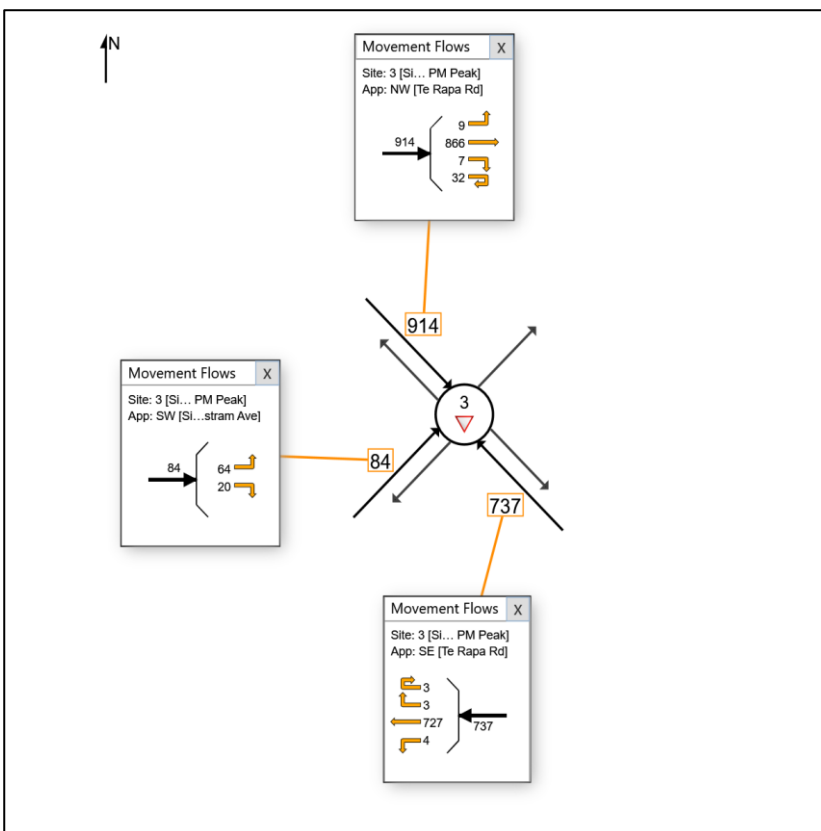 N
Movement Flows X
Site: 3 [Si... PM Peak]
App: NW [Te Rapa Rd]
914
9
866
7
32
914
3
Movement Flows X
Site: 3 [Si... PM Peak]
App: SW [Si...stram Ave]
84
64
20
84
737
Movement Flows X
Site: 3 [Si... PM Peak]
App: SE [Te Rapa Rd]
3
3
727
4
737